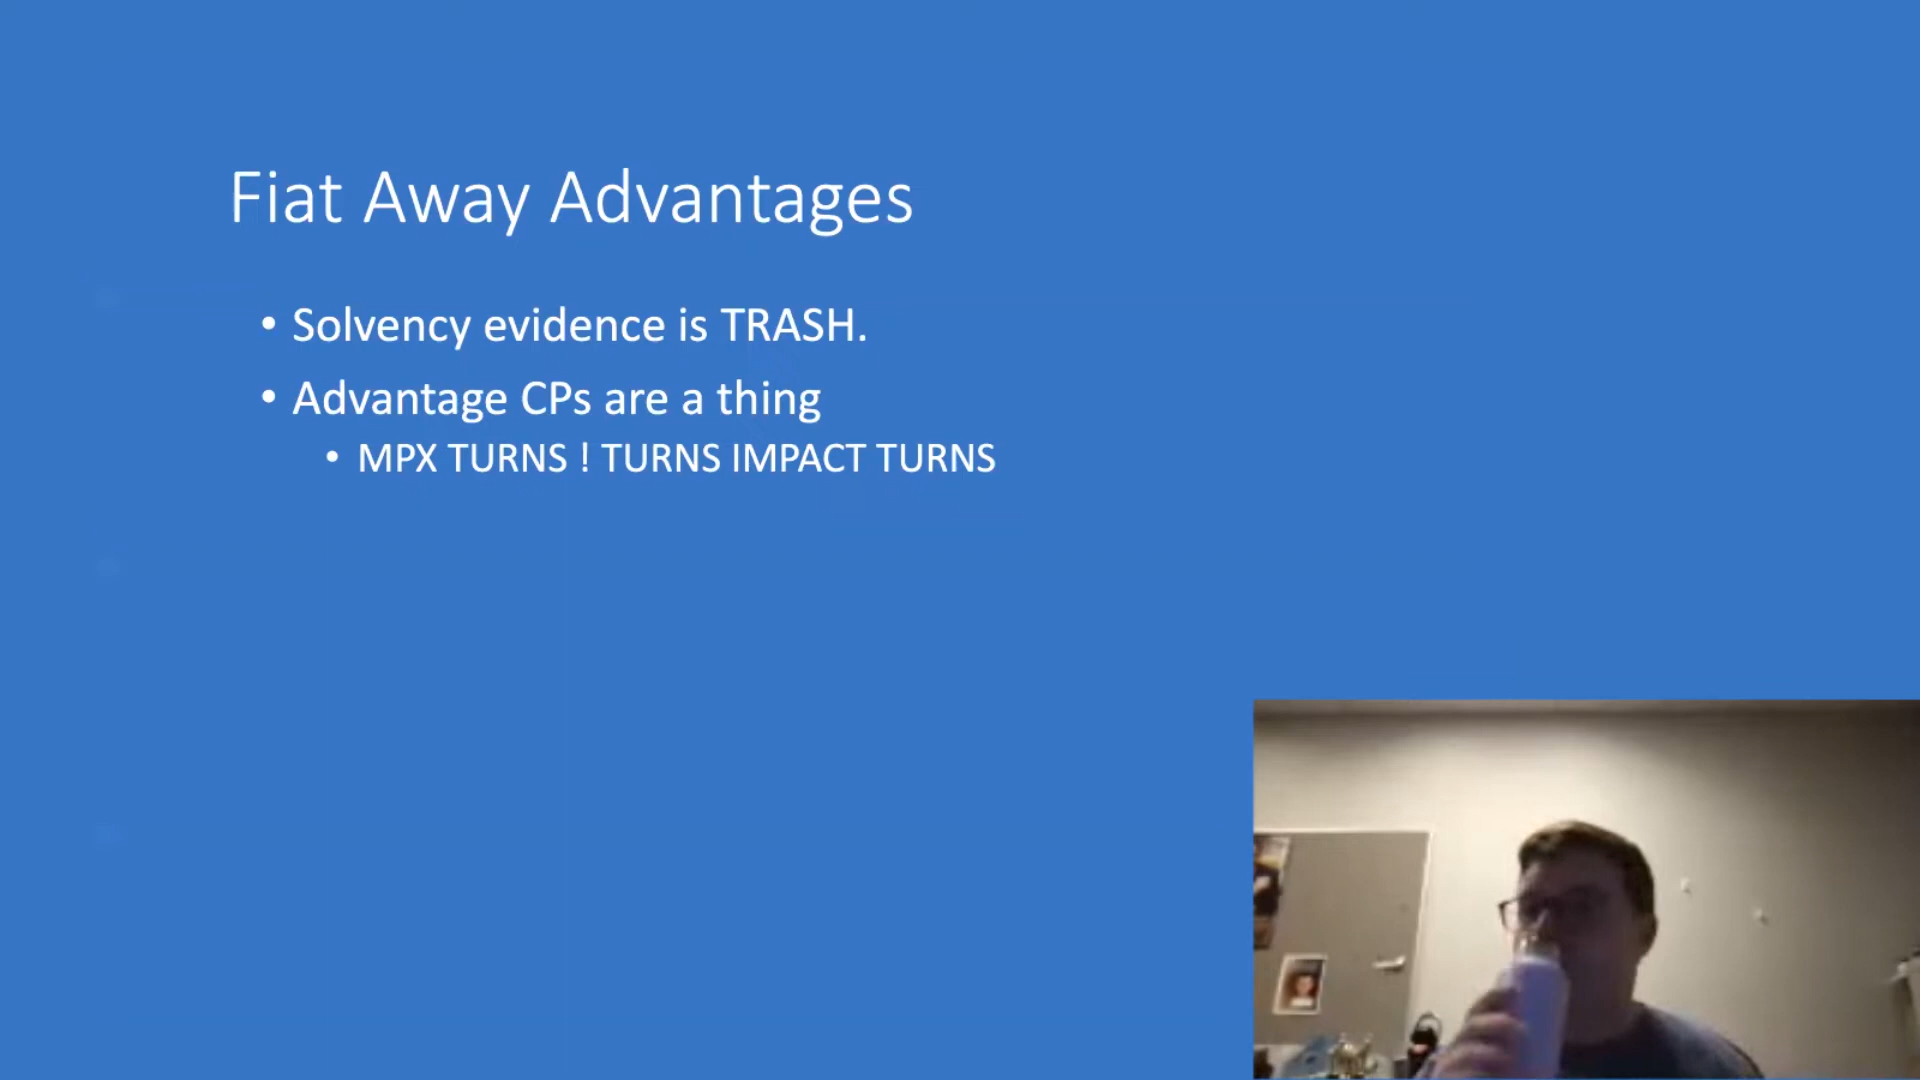 Fiat Away Advantages
• Solvency evidence is TRASH.
• Advantage CPs are a thing
• MPX TURNS ! TURNS IMPACT TURNS